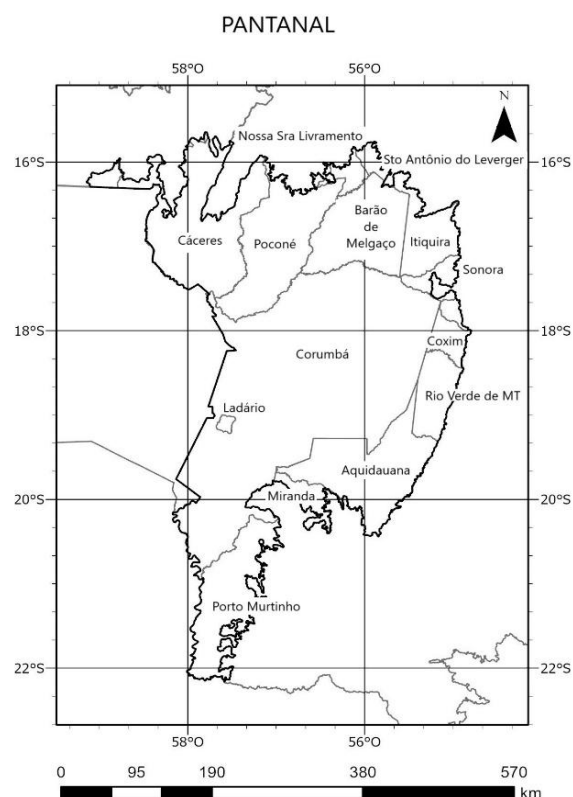 PANTANAL
58°O 56°O
N
Nossa Sra Livramento
16°S 16°S
Sto Antônio do Leverger
Barão
de
Melgaço
Cáceres Poconé Itiquira
Sonora
18°S 18°S
Coxim
Corumbá
Rio Verde de MT
Ladário
Aquidauana
Miranda
20°S 20°S
Porto Murtinho
22°S 22°S
58°O 56°O
0 95 190 380 570
km